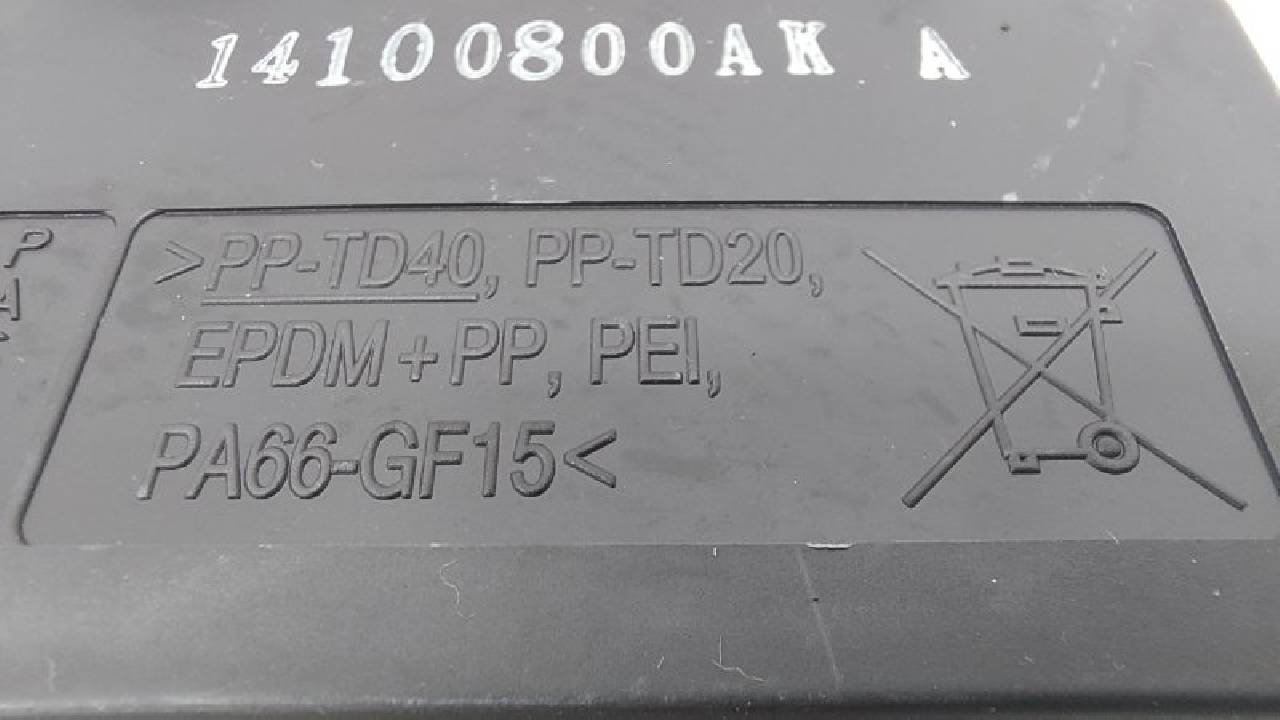 14100800AK A
P
A
>PP-TD40, PP-TD20,
EPDM+PP, PEI,
PA66-GF15<